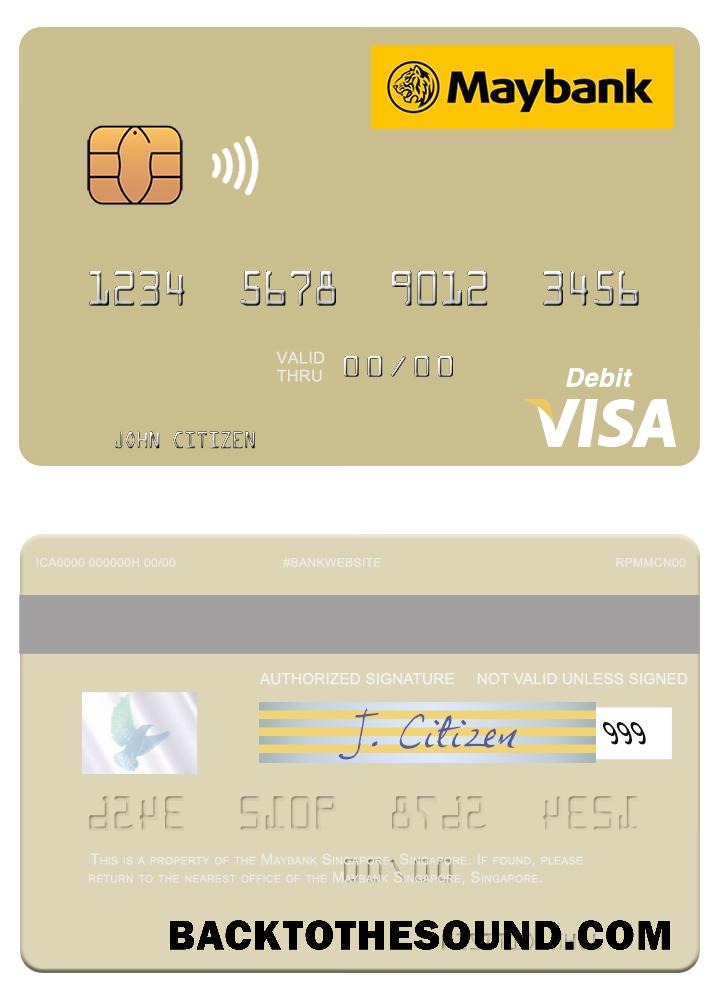 Maybank
1234 5678 9012 3456
VALID
THRU 00/00
Debit
VISA
JOHN CITIZEN
ICA0000 000000H 00/00 #BANKWEBSITE RPMMCN00
AUTHORIZED SIGNATURE NOT VALID UNLESS SIGNED
J. Citizen 999
THIS IS A PROPERTY OF THE MAYBANK SINGAPORE, SINGAPORE. IF FOUND, PLEASE
RETURN TO THE NEAREST OFFICE OF THE MAYBANK SINGAPORE, SINGAPORE.
BACKTOTHESOUND.COM